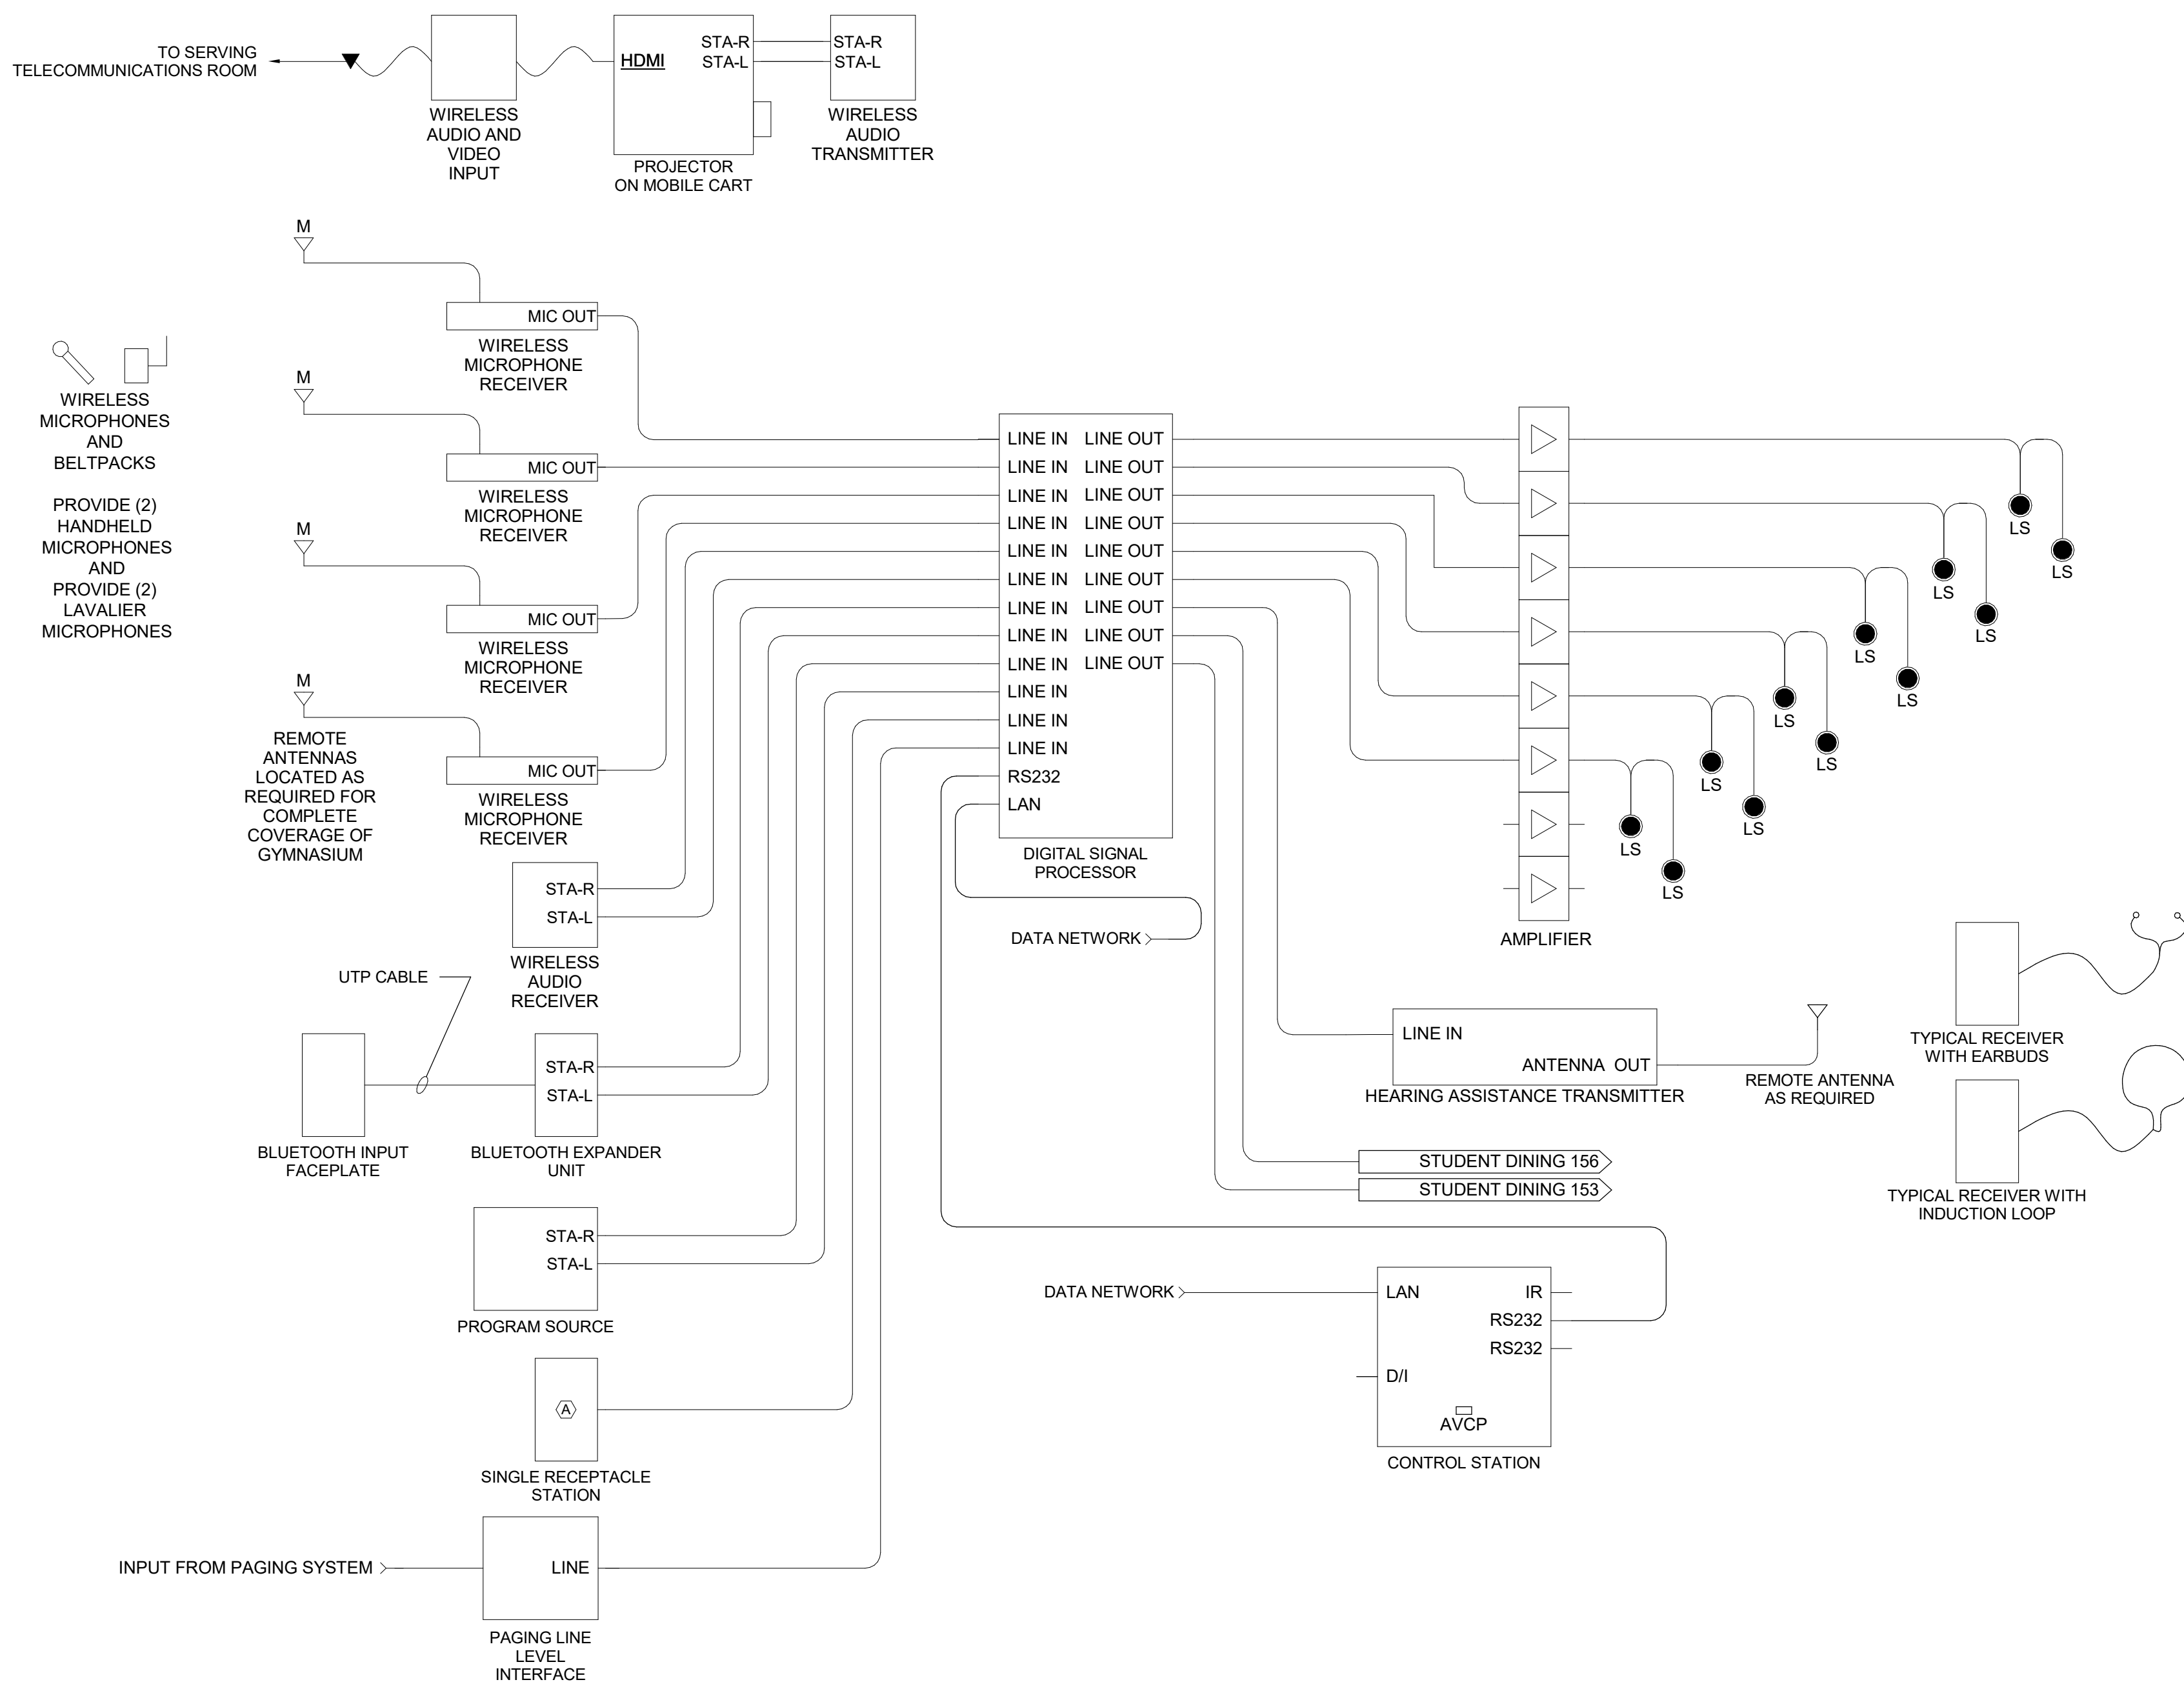 TO SERVING
TELECOMMUNICATIONS ROOM
WIRELESS
AUDIO AND
VIDEO
INPUT
HDMI
STA-R
STA-L
PROJECTOR
ON MOBILE CART
STA-R
STA-L
WIRELESS
AUDIO
TRANSMITTER
M
MIC OUT
WIRELESS
MICROPHONE
RECEIVER
M
MIC OUT
WIRELESS
MICROPHONE
RECEIVER
M
MIC OUT
WIRELESS
MICROPHONE
RECEIVER
M
MIC OUT
WIRELESS
MICROPHONE
RECEIVER
WIRELESS
MICROPHONES
AND
BELTPACKS
PROVIDE (2)
HANDHELD
MICROPHONES
AND
PROVIDE (2)
LAVALIER
MICROPHONES
REMOTE
ANTENNAS
LOCATED AS
REQUIRED FOR
COMPLETE
COVERAGE OF
GYMNASIUM
STA-R
STA-L
WIRELESS
AUDIO
RECEIVER
UTP CABLE
BLUETOOTH INPUT
FACEPLATE
STA-R
STA-L
BLUETOOTH EXPANDER
UNIT
STA-R
STA-L
PROGRAM SOURCE
A
SINGLE RECEPTACLE
STATION
INPUT FROM PAGING SYSTEM
LINE
PAGING LINE
LEVEL
INTERFACE
LINE IN LINE OUT
LINE IN LINE OUT
LINE IN LINE OUT
LINE IN LINE OUT
LINE IN LINE OUT
LINE IN LINE OUT
LINE IN LINE OUT
LINE IN LINE OUT
LINE IN LINE OUT
LINE IN
LINE IN
LINE IN
RS232
LAN
DIGITAL SIGNAL
PROCESSOR
DATA NETWORK
AMPLIFIER
LS
LS
LS
LS
LS
LS
LS
LS
LS
LS
LS
LS
LINE IN
ANTENNA OUT
HEARING ASSISTANCE TRANSMITTER
REMOTE ANTENNA
AS REQUIRED
TYPICAL RECEIVER
WITH EARBUDS
TYPICAL RECEIVER WITH
INDUCTION LOOP
STUDENT DINING 156
STUDENT DINING 153
DATA NETWORK
LAN
IR
RS232
RS232
D/I
AVCP
CONTROL STATION